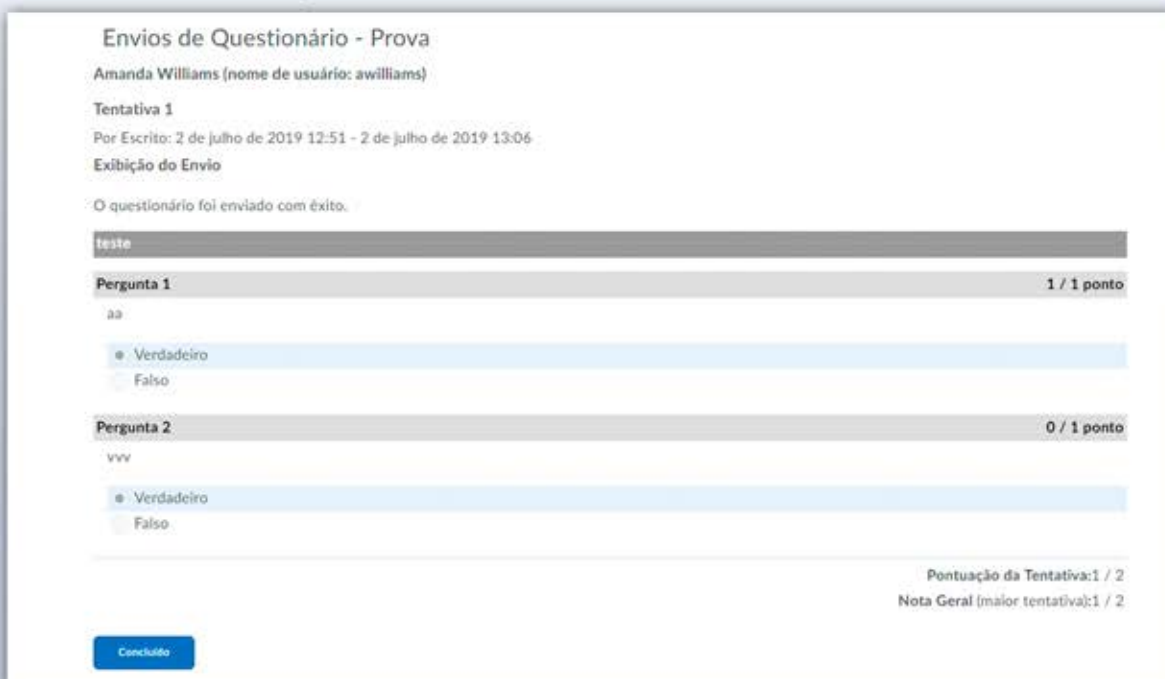 Envios de Questionário - Prova
Amanda Williams (nome de usuário: awilliams)
Tentativa 1
Por Escrito: 2 de julho de 2019 12:51 - 2 de julho de 2019 13:06
Exibição do Envio
O questionário foi enviado com êxito.
teste
Pergunta 1 1 / 1 ponto
aa
Verdadeiro
Falso
Pergunta 2 0 / 1 ponto
vvv
Verdadeiro
Falso
Pontuação da Tentativa:1 / 2
Nota Geral (maior tentativa):1 / 2
Concluído